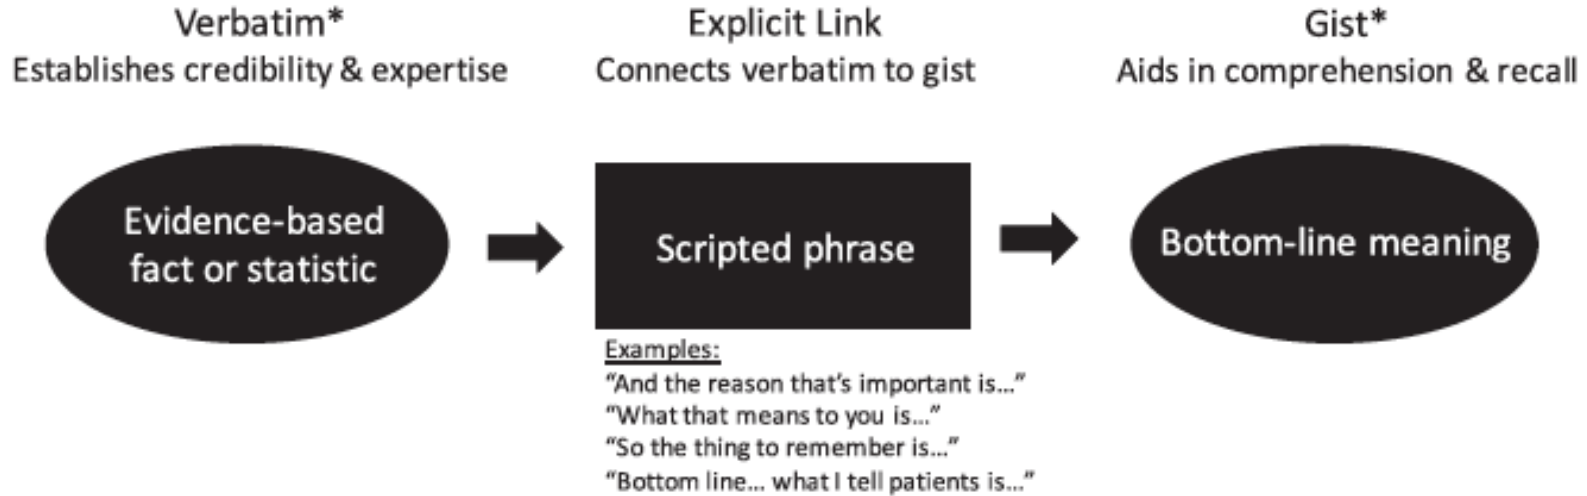 Verbatim*
Establishes credibility & expertise
Evidence-based
fact or statistic
Explicit Link
Connects verbatim to gist
Scripted phrase
Examples:
“And the reason that’s important is...”
“What that means to you is...”
“So the thing to remember is...”
“Bottom line... what I tell patients is...”
Gist*
Aids in comprehension & recall
Bottom-line meaning